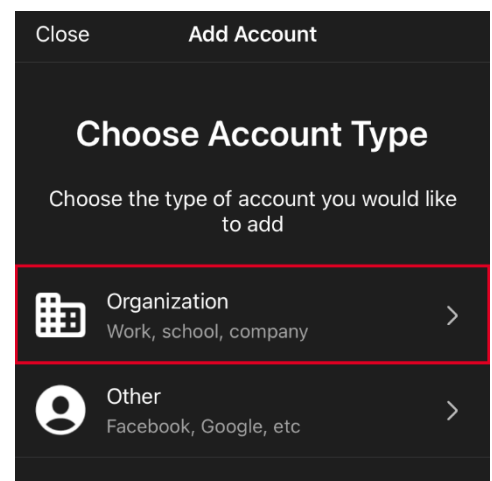 Close Add Account
Choose Account Type
Choose the type of account you would like
to add
Organization
Work, school, company
Other
Facebook, Google, etc